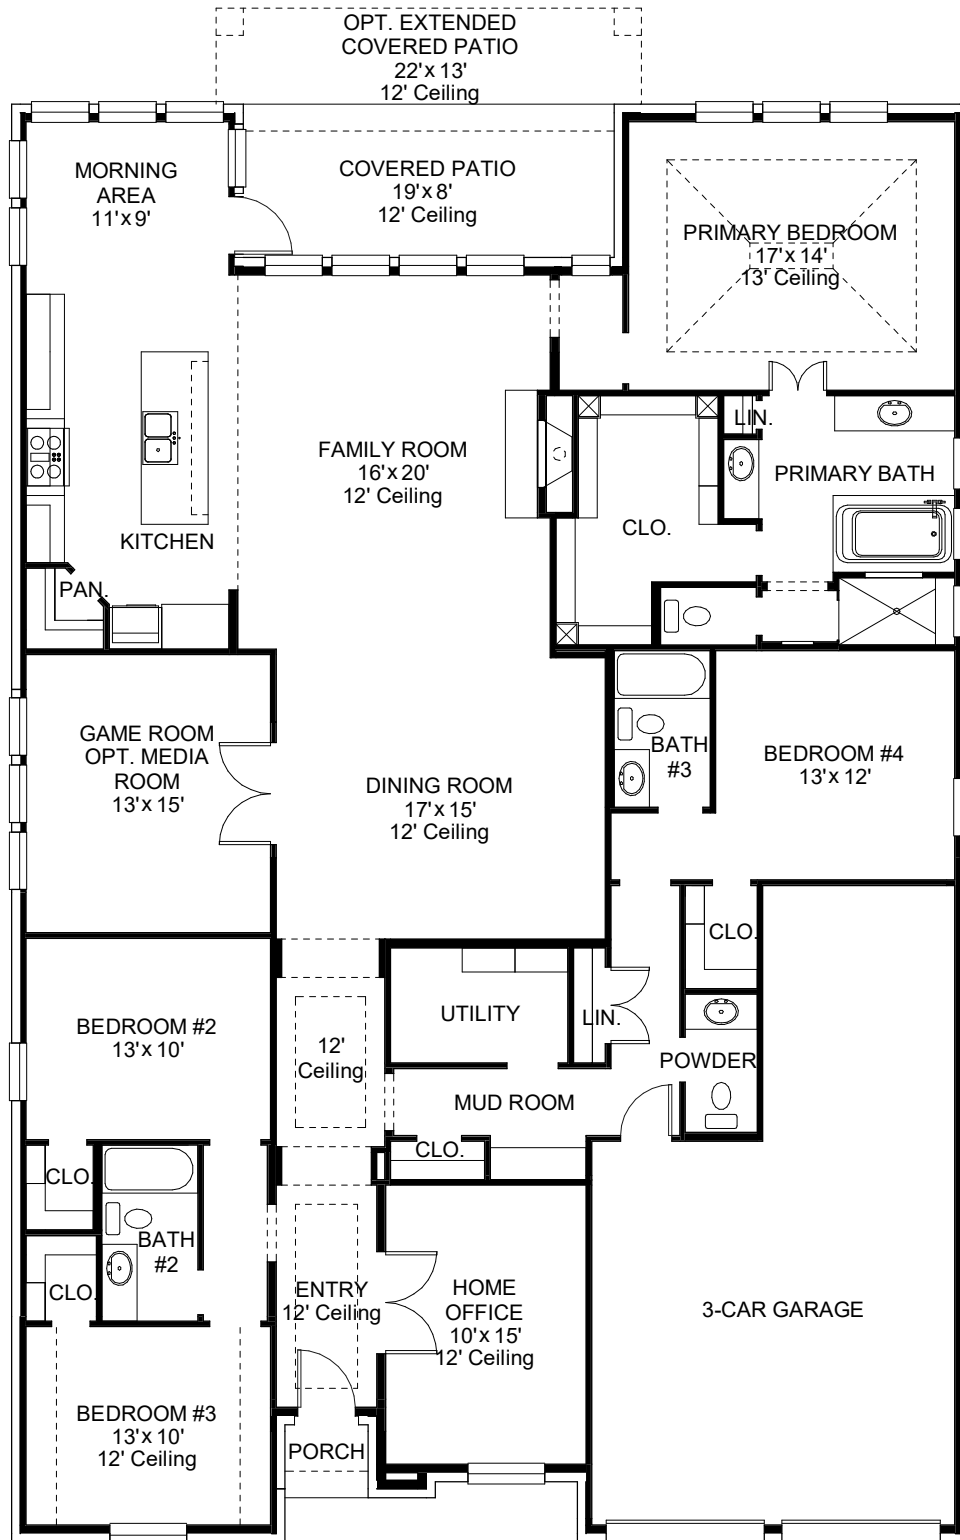 OPT. EXTENDED
COVERED PATIO
22'x 13'
12' Ceiling
COVERED PATIO
19'x 8'
12' Ceiling
MORNING
AREA
11'x 9'
PRIMARY BEDROOM
17'x 14'
13' Ceiling
LIN.
FAMILY ROOM
16'x 20'
12' Ceiling
PRIMARY BATH
CLO.
KITCHEN
PAN.
GAME ROOM
OPT. MEDIA
ROOM
13'x 15'
BATH
#3
BEDROOM #4
13'x 12'
DINING ROOM
17'x 15'
12' Ceiling
CLO.
BEDROOM #2
13'x 10'
UTILITY
LIN.
12'
Ceiling
POWDER
MUD ROOM
CLO.
CLO.
BATH
#2
CLO.
ENTRY
12' Ceiling
HOME
OFFICE
10'x 15'
12' Ceiling
3-CAR GARAGE
BEDROOM #3
13'x 10'
12' Ceiling
PORCH